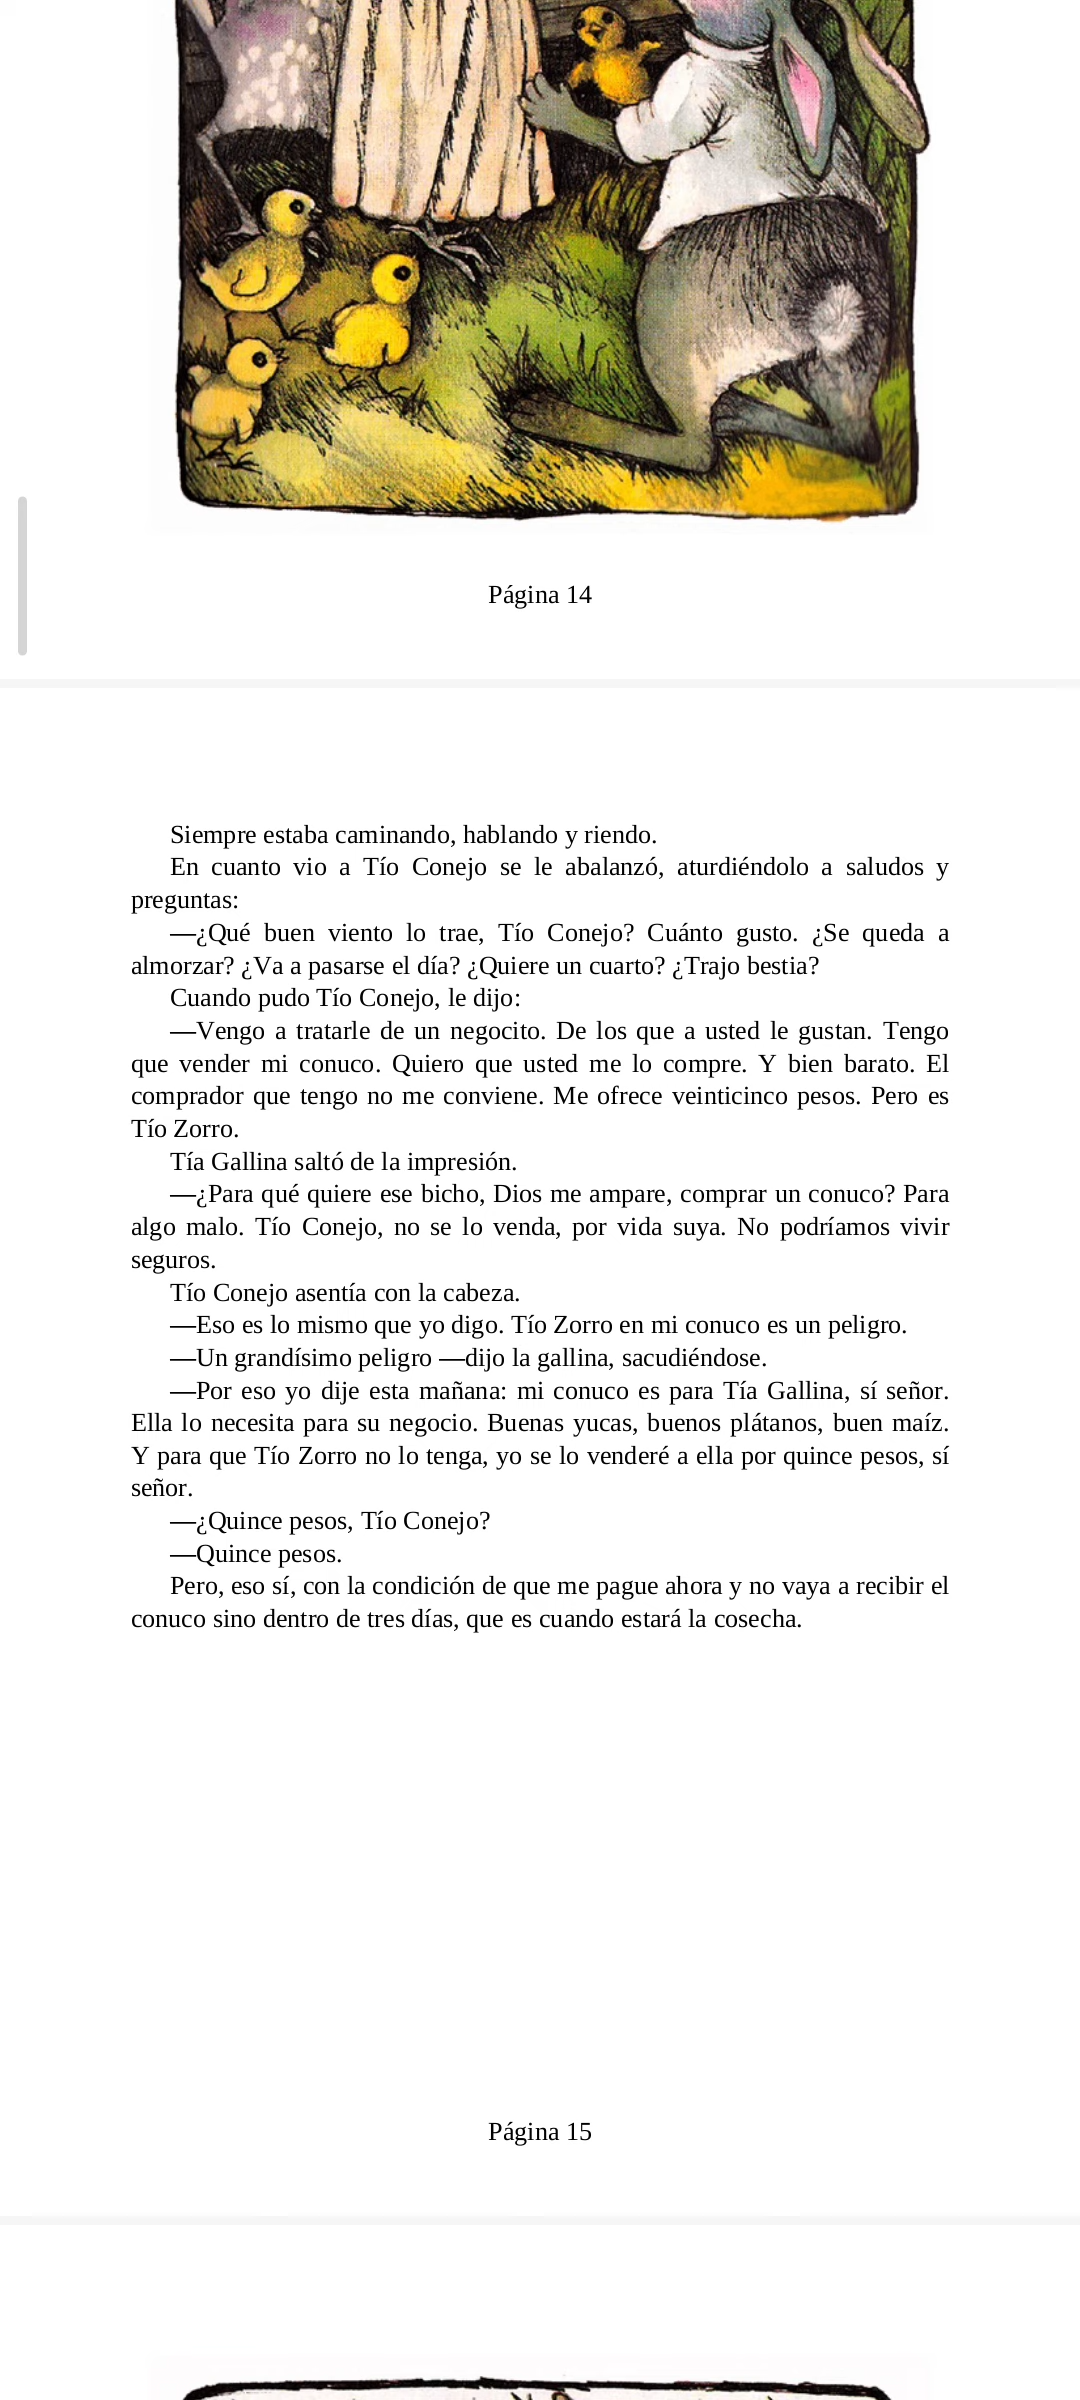 Página 14
Siempre estaba caminando, hablando y riendo.
En cuanto vio a Tío Conejo se le abalanzó, aturdiéndolo a saludos y
preguntas:
—¿Qué buen viento lo trae, Tío Conejo? Cuánto gusto. ¿Se queda a
almorzar? ¿Va a pasarse el día? ¿Quiere un cuarto? ¿Trajo bestia?
Cuando pudo Tío Conejo, le dijo:
—Vengo a tratarle de un negocito. De los que a usted le gustan. Tengo
que vender mi conuco. Quiero que usted me lo compre. Y bien barato. El
comprador que tengo no me conviene. Me ofrece veinticinco pesos. Pero es
Tío Zorro.
Tía Gallina saltó de la impresión.
—¿Para qué quiere ese bicho, Dios me ampare, comprar un conuco? Para
algo malo. Tío Conejo, no se lo venda, por vida suya. No podríamos vivir
seguros.
Tío Conejo asentía con la cabeza.
—Eso es lo mismo que yo digo. Tío Zorro en mi conuco es un peligro.
—Un grandísimo peligro —dijo la gallina, sacudiéndose.
—Por eso yo dije esta mañana: mi conuco es para Tía Gallina, sí señor.
Ella lo necesita para su negocio. Buenas yucas, buenos plátanos, buen maíz.
Y para que Tío Zorro no lo tenga, yo se lo venderé a ella por quince pesos, sí
señor.
—¿Quince pesos, Tío Conejo?
—Quince pesos.
Pero, eso sí, con la condición de que me pague ahora y no vaya a recibir el
conuco sino dentro de tres días, que es cuando estará la cosecha.
Página 15